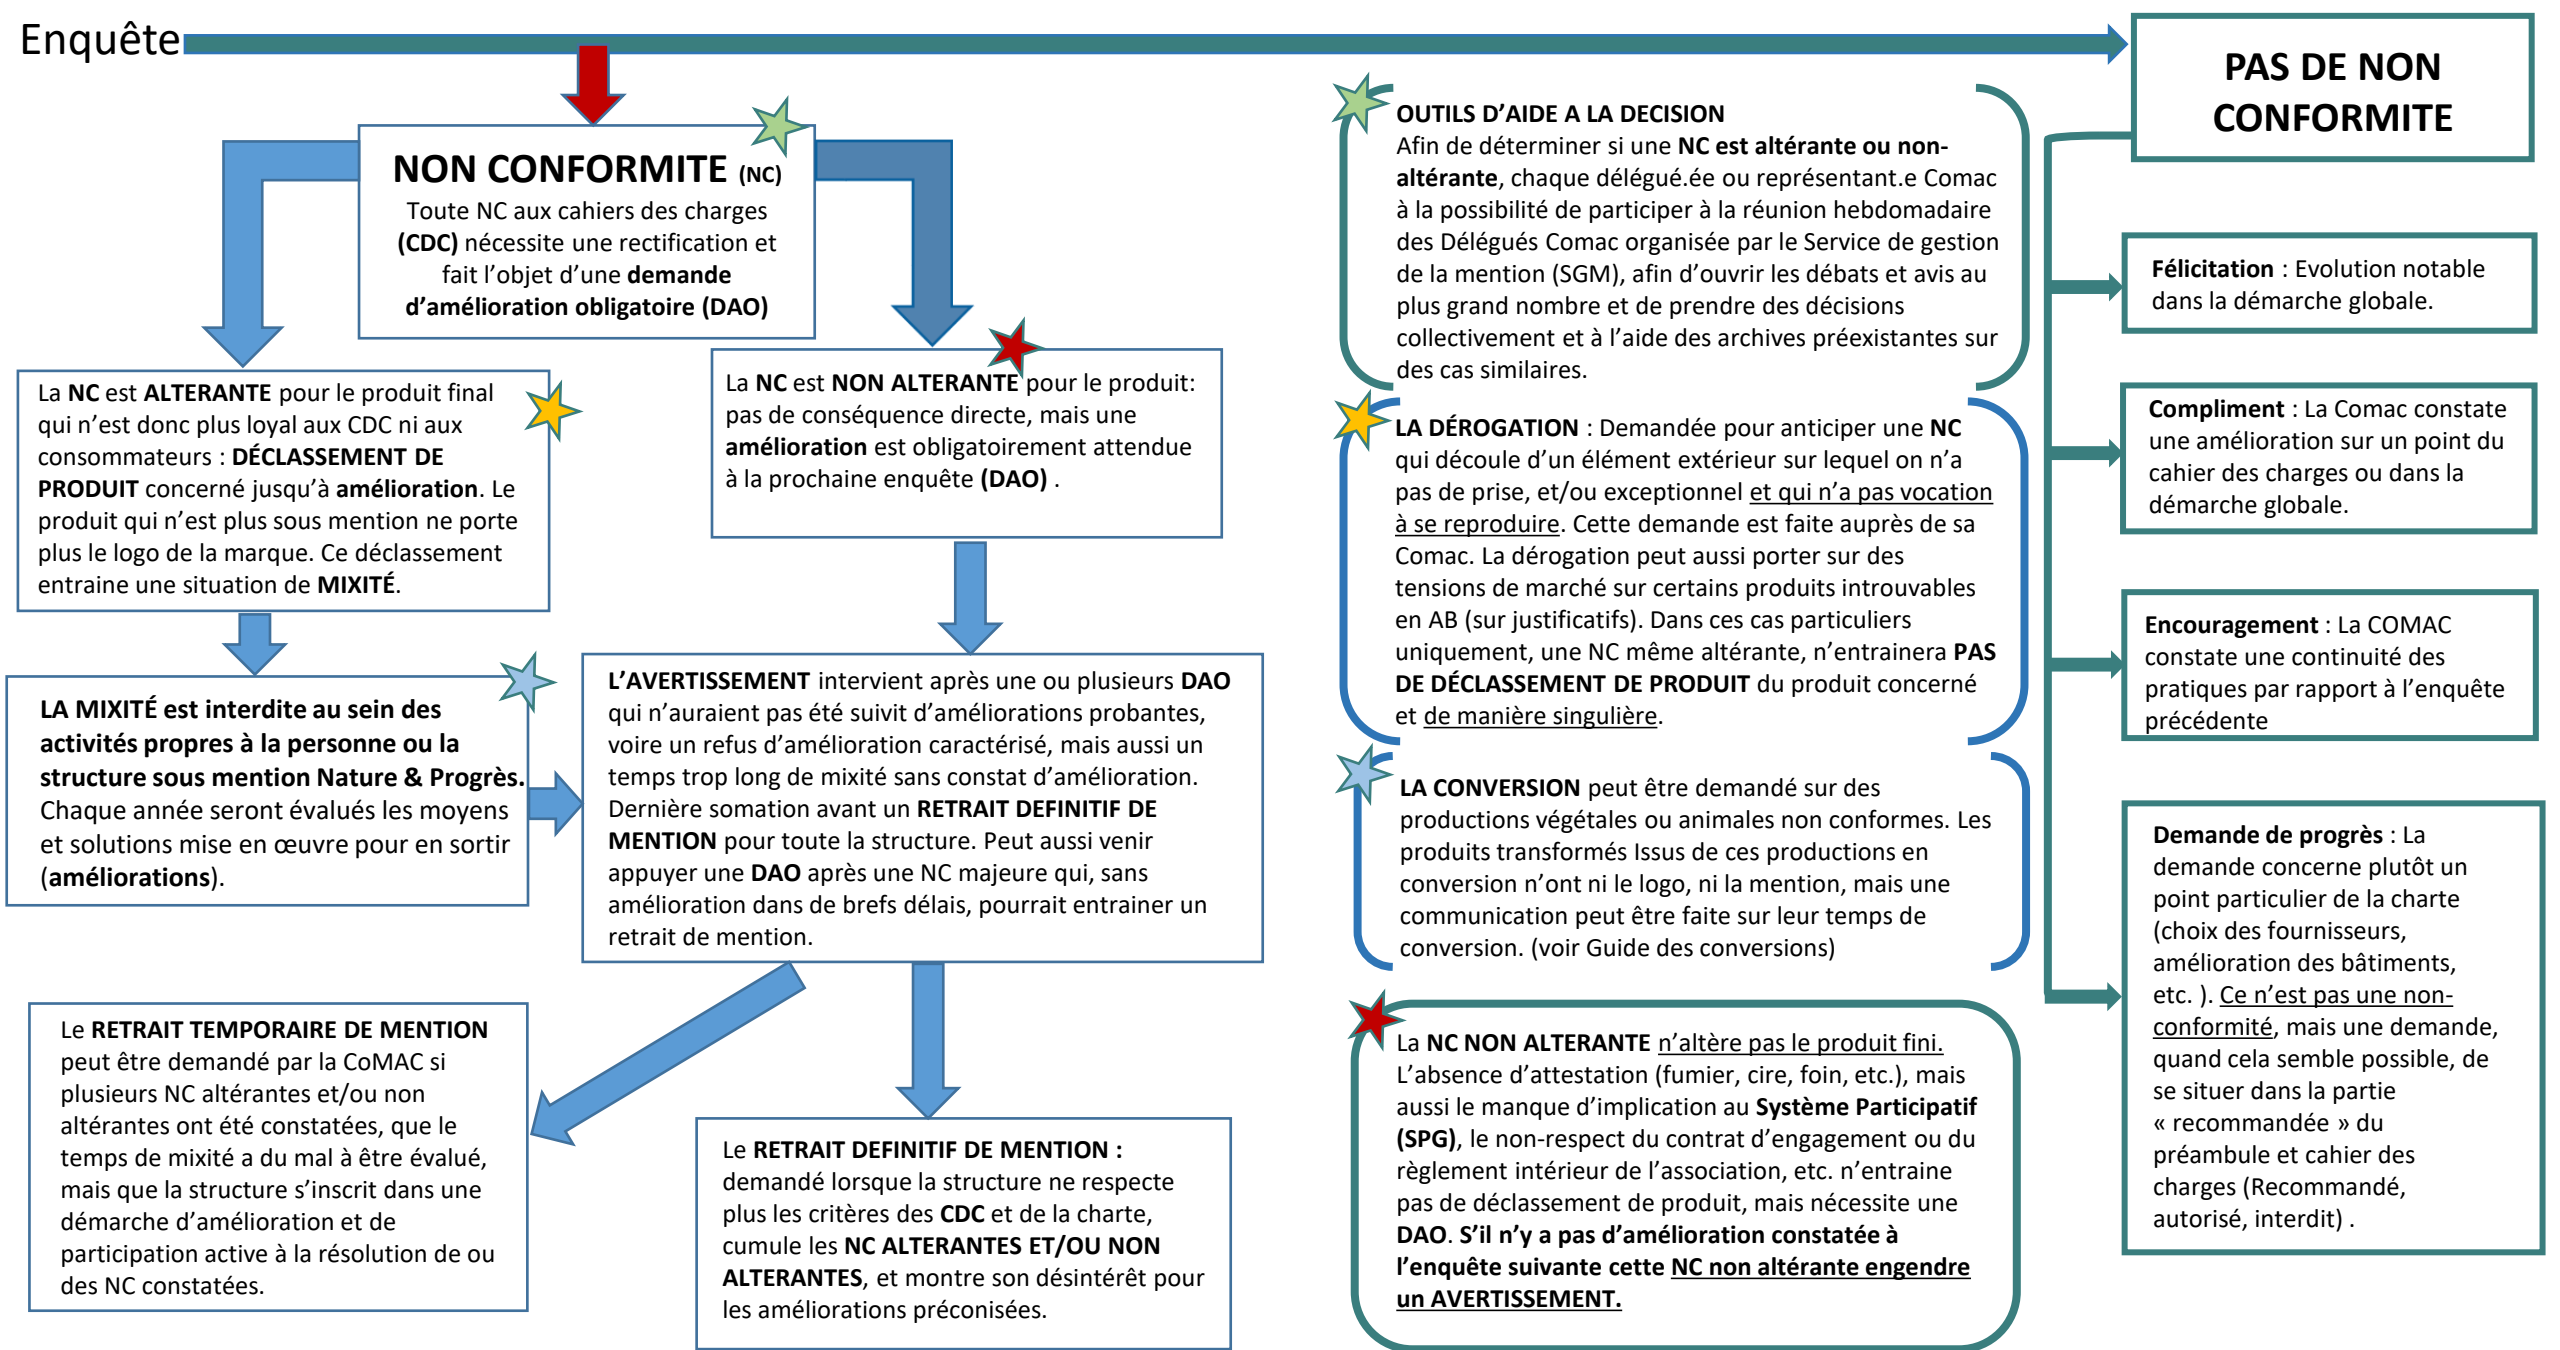 Enquête
NON CONFORMITE (NC)
Toute NC aux cahiers des charges
(CDC) nécessite une rectification et
fait l’objet d’une demande
d’amélioration obligatoire (DAO)
La NC est ALTERANTE pour le produit final
qui n’est donc plus loyal aux CDC ni aux
consommateurs : DÉCLASSEMENT DE
PRODUIT concerné jusqu’à amélioration. Le
produit qui n’est plus sous mention ne porte
plus le logo de la marque. Ce déclassement
entraine une situation de MIXITÉ.
La NC est NON ALTERANTE pour le produit:
pas de conséquence directe, mais une
amélioration est obligatoirement attendue
à la prochaine enquête (DAO) .
LA MIXITÉ est interdite au sein des
activités propres à la personne ou la
structure sous mention Nature & Progrès.
Chaque année seront évalués les moyens
et solutions mise en œuvre pour en sortir
(améliorations).
L’AVERTISSEMENT intervient après une ou plusieurs DAO
qui n’auraient pas été suivit d’améliorations probantes,
voire un refus d’amélioration caractérisé, mais aussi un
temps trop long de mixité sans constat d’amélioration.
Dernière somation avant un RETRAIT DEFINITIF DE
MENTION pour toute la structure. Peut aussi venir
appuyer une DAO après une NC majeure qui, sans
amélioration dans de brefs délais, pourrait entrainer un
retrait de mention.
Le RETRAIT TEMPORAIRE DE MENTION
peut être demandé par la CoMAC si
plusieurs NC altérantes et/ou non
altérantes ont été constatées, que le
temps de mixité a du mal à être évalué,
mais que la structure s’inscrit dans une
démarche d’amélioration et de
participation active à la résolution de ou
des NC constatées.
Le RETRAIT DEFINITIF DE MENTION :
demandé lorsque la structure ne respecte
plus les critères des CDC et de la charte,
cumule les NC ALTERANTES ET/OU NON
ALTERANTES, et montre son désintérêt pour
les améliorations préconisées.
OUTILS D’AIDE A LA DECISION
Afin de déterminer si une NC est altérante ou non-
altérante, chaque délégué.ée ou représentant.e Comac
à la possibilité de participer à la réunion hebdomadaire
des Délégués Comac organisée par le Service de gestion
de la mention (SGM), afin d’ouvrir les débats et avis au
plus grand nombre et de prendre des décisions
collectivement et à l’aide des archives préexistantes sur
des cas similaires.
LA DÉROGATION : Demandée pour anticiper une NC
qui découle d’un élément extérieur sur lequel on n’a
pas de prise, et/ou exceptionnel et qui n’a pas vocation
à se reproduire. Cette demande est faite auprès de sa
Comac. La dérogation peut aussi porter sur des
tensions de marché sur certains produits introuvables
en AB (sur justificatifs). Dans ces cas particuliers
uniquement, une NC même altérante, n’entrainera PAS
DE DÉCLASSEMENT DE PRODUIT du produit concerné
et de manière singulière.
LA CONVERSION peut être demandé sur des
productions végétales ou animales non conformes. Les
produits transformés Issus de ces productions en
conversion n’ont ni le logo, ni la mention, mais une
communication peut être faite sur leur temps de
conversion. (voir Guide des conversions)
La NC NON ALTERANTE n’altère pas le produit fini.
L’absence d’attestation (fumier, cire, foin, etc.), mais
aussi le manque d’implication au Système Participatif
(SPG), le non-respect du contrat d’engagement ou du
règlement intérieur de l’association, etc. n’entraine
pas de déclassement de produit, mais nécessite une
DAO. S’il n’y a pas d’amélioration constatée à
l’enquête suivante cette NC non altérante engendre
un AVERTISSEMENT.
PAS DE NON
CONFORMITE
Félicitation : Evolution notable
dans la démarche globale.
Compliment : La Comac constate
une amélioration sur un point du
cahier des charges ou dans la
démarche globale.
Encouragement : La COMAC
constate une continuité des
pratiques par rapport à l’enquête
précédente
Demande de progrès : La
demande concerne plutôt un
point particulier de la charte
(choix des fournisseurs,
amélioration des bâtiments,
etc. ). Ce n’est pas une non-
conformité, mais une demande,
quand cela semble possible, de
se situer dans la partie
« recommandée » du
préambule et cahier des
charges (Recommandé,
autorisé, interdit) .